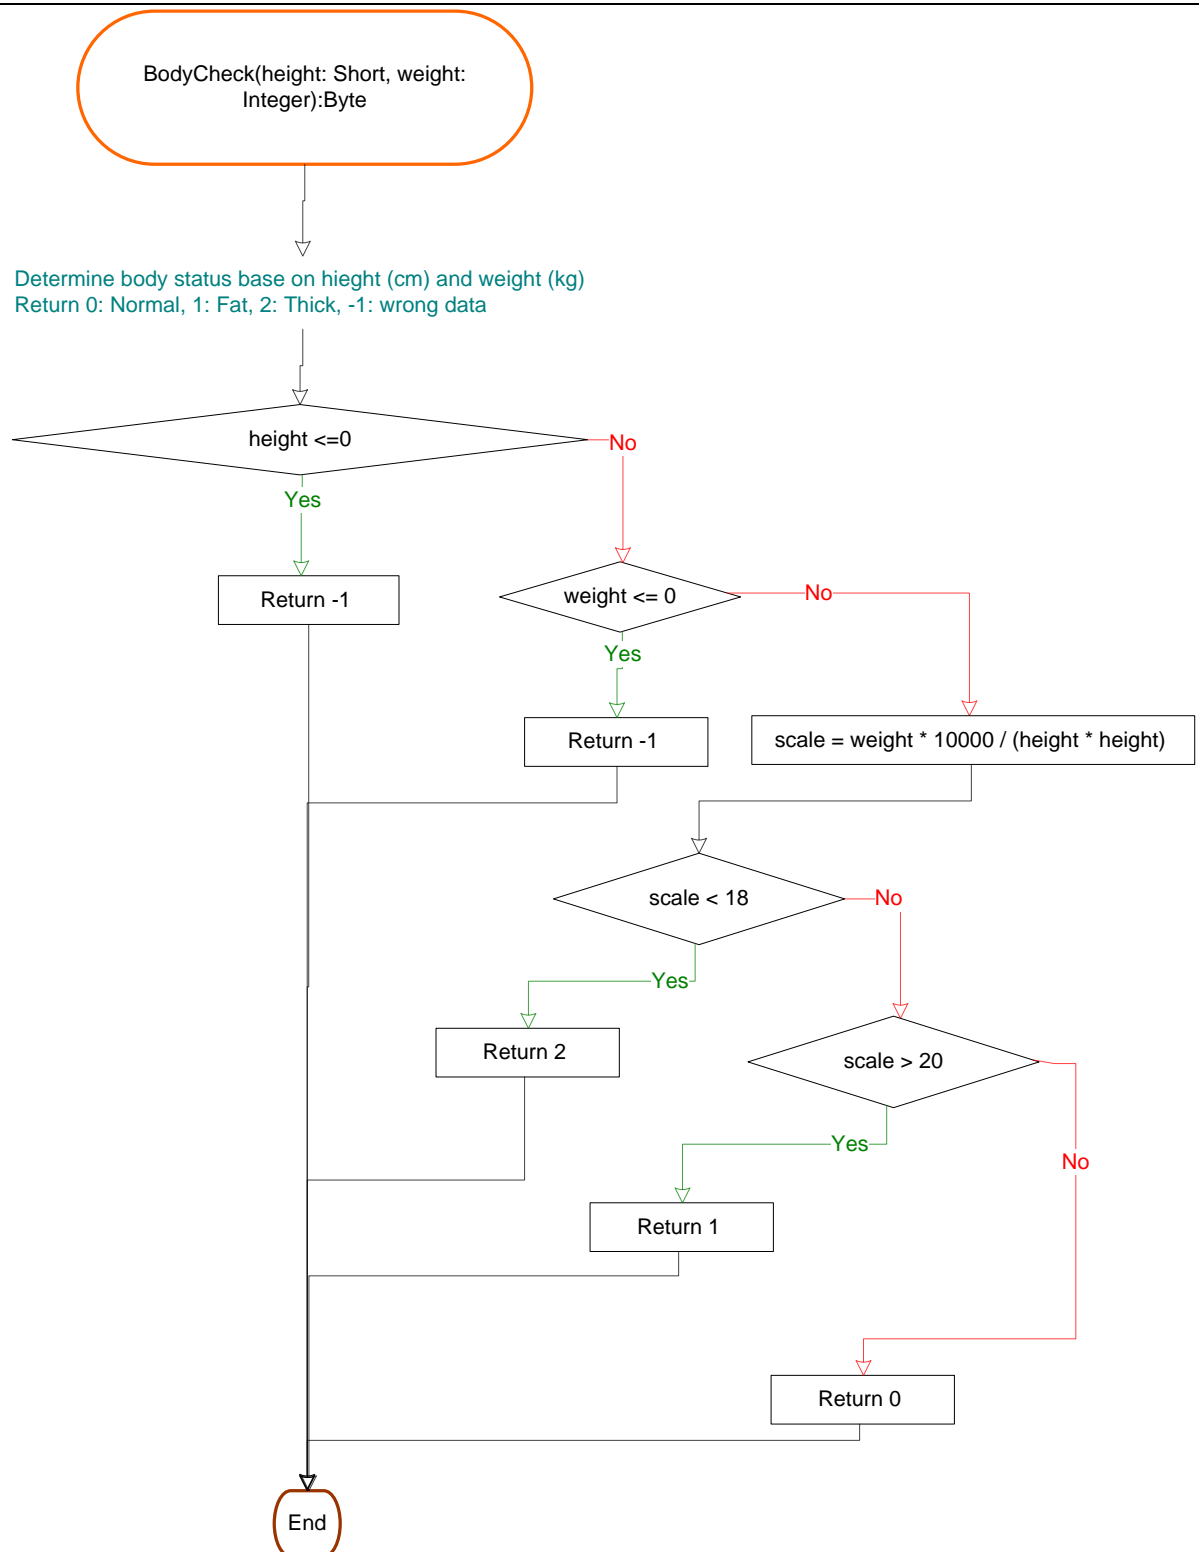 BodyCheck(height: Short, weight:
Integer):Byte
Determine body status base on hieght (cm) and weight (kg)
Return 0: Normal, 1: Fat, 2: Thick, -1: wrong data
height <=0
No
Yes
Return -1
weight <= 0
No
Yes
Return -1
scale = weight * 10000 / (height * height)
scale < 18
No
Yes
Return 2
scale > 20
Yes
No
Return 1
Return 0
End